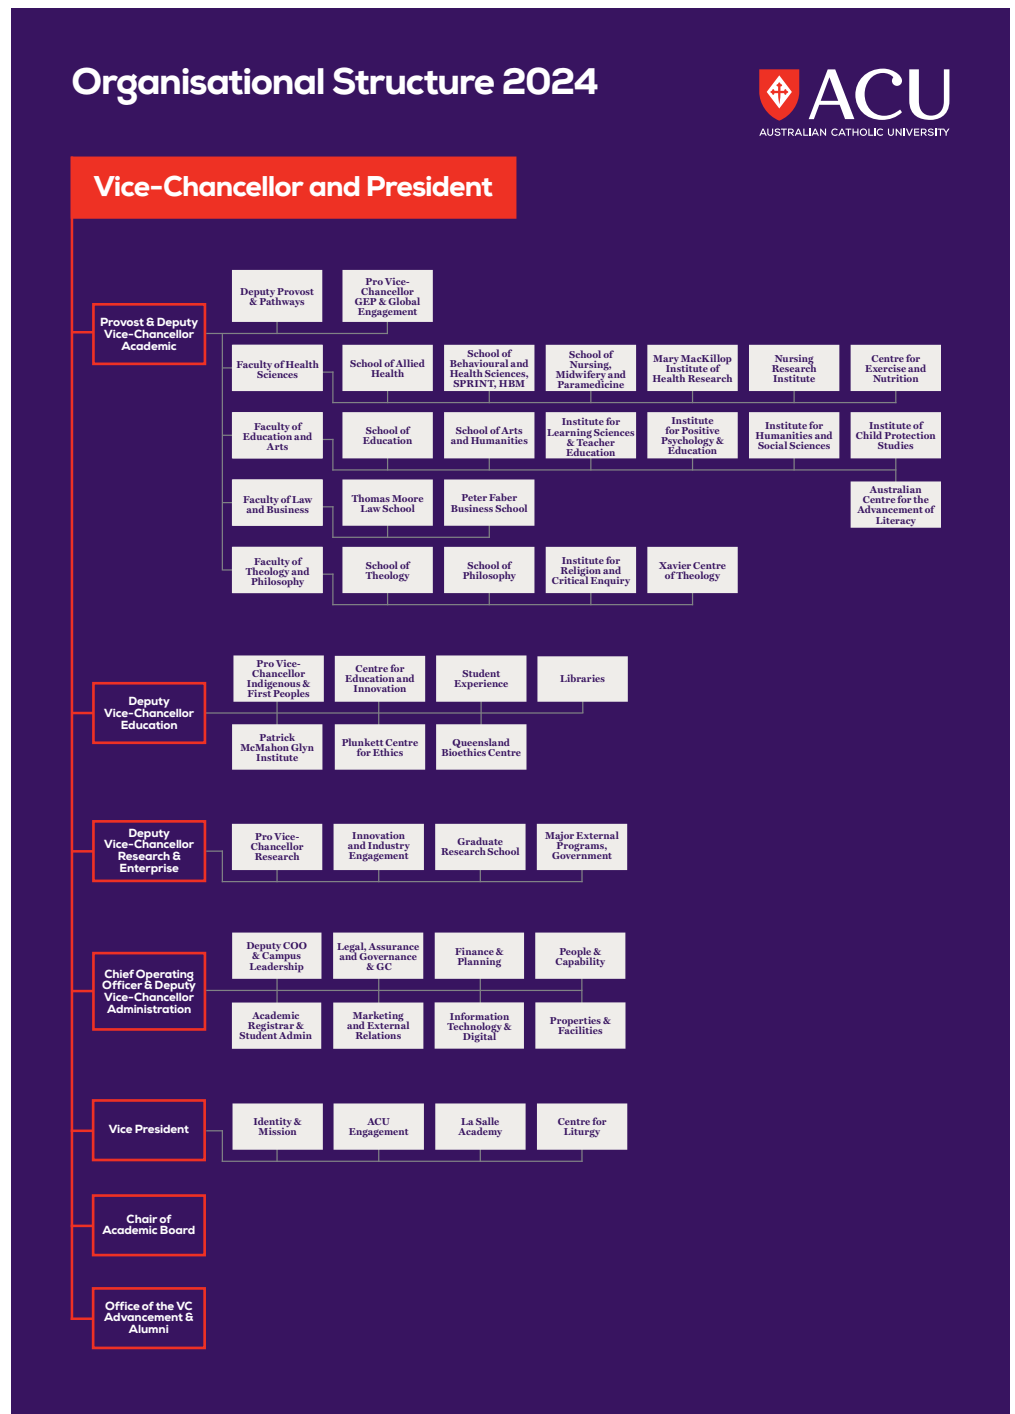 Organisational Structure 2024
ACU
AUSTRALIAN CATHOLIC UNIVERSITY
Vice-Chancellor and President
Provost & Deputy
Vice-Chancellor
Academic
Deputy Provost
& Pathways
Pro Vice-
Chancellor
GEP & Global
Engagement
Faculty of Health
Sciences
School of Allied
Health
School of
Behavioural and
Health Sciences,
SPRINT, HBM
School of
Nursing,
Midwifery and
Paramedicine
Mary MacKillop
Institute of
Health Research
Nursing
Research
Institute
Centre for
Exercise and
Nutrition
Faculty of
Education and
Arts
School of
Education
School of Arts
and Humanities
Institute for
Learning Sciences
& Teacher
Education
Institute
for Positive
Psychology &
Education
Institute for
Humanities and
Social Sciences
Institute of
Child Protection
Studies
Australian
Centre for the
Advancement of
Literacy
Faculty of Law
and Business
Thomas Moore
Law School
Peter Faber
Business School
Faculty of
Theology and
Philosophy
School of
Theology
School of
Philosophy
Institute for
Religion and
Critical Enquiry
Xavier Centre
of Theology
Deputy
Vice-Chancellor
Education
Pro Vice-
Chancellor
Indigenous &
First Peoples
Centre for
Education and
Innovation
Student
Experience
Libraries
Patrick
McMahon Glyn
Institute
Plunkett Centre
for Ethics
Queensland
Bioethics Centre
Deputy
Vice-Chancellor
Research &
Enterprise
Pro Vice-
Chancellor
Research
Innovation
and Industry
Engagement
Graduate
Research School
Major External
Programs,
Government
Chief Operating
Officer & Deputy
Vice-Chancellor
Administration
Deputy COO
& Campus
Leadership
Legal, Assurance
and Governance
& GC
Finance &
Planning
People &
Capability
Academic
Registrar &
Student Admin
Marketing
and External
Relations
Information
Technology &
Digital
Properties &
Facilities
Vice President
Identity &
Mission
ACU
Engagement
La Salle
Academy
Centre for
Liturgy
Chair of
Academic Board
Office of the VC
Advancement &
Alumni